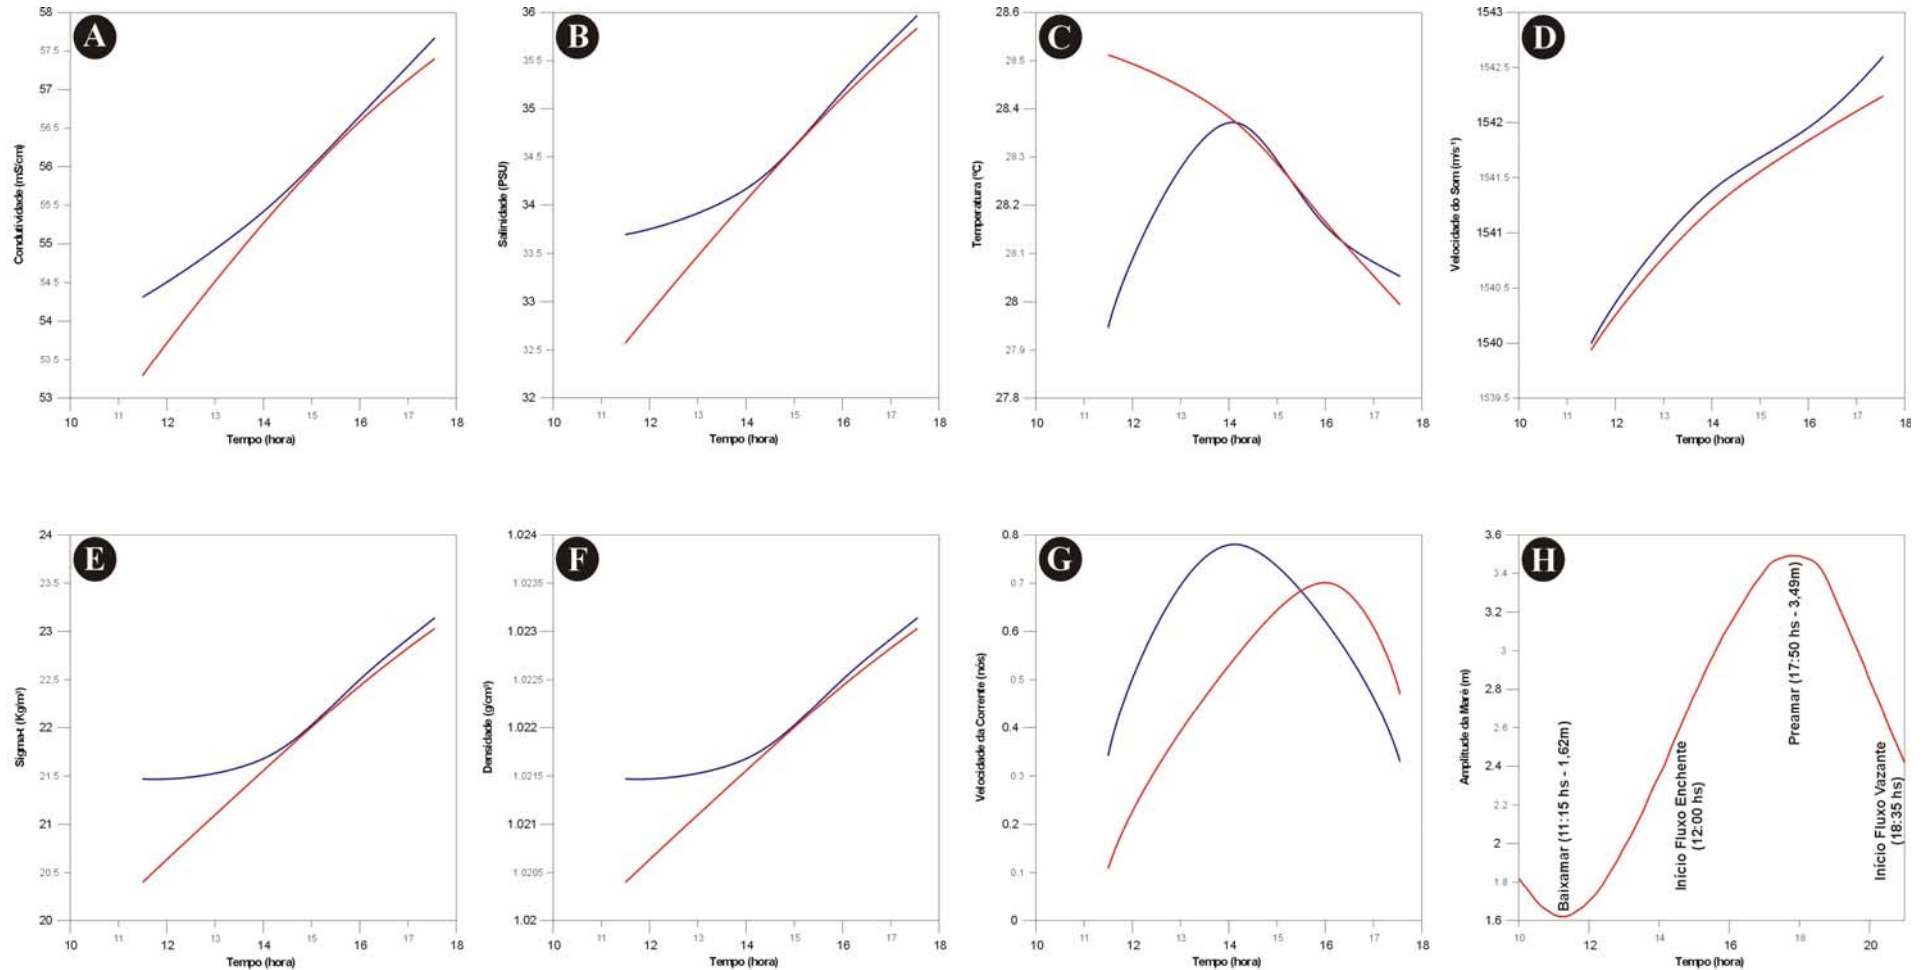 A
58
57.5
57
56.5
56
55.5
55
54.5
54
53.5
53
Condutividade (mS/cm)
10 11 12 13 14 15 16 17 18
Tempo (hora)
B
36
35.5
35
34.5
34
33.5
33
32.5
32
Salinidade (PSU)
10 11 12 13 14 15 16 17 18
Tempo (hora)
C
28.6
28.5
28.4
28.3
28.2
28.1
28
27.9
27.8
Temperatura (ºC)
10 11 12 13 14 15 16 17 18
Tempo (hora)
D
1543
1542.5
1542
1541.5
1541
1540.5
1540
1539.5
Velocidade do Som (m/s⁻¹)
10 11 12 13 14 15 16 17 18
Tempo (hora)
E
24
23.5
23
22.5
22
21.5
21
20.5
20
Sigma-t (Kg/m³)
10 11 12 13 14 15 16 17 18
Tempo (hora)
F
1.024
1.0235
1.023
1.0225
1.022
1.0215
1.021
1.0205
1.02
Densidade (g/cm³)
10 11 12 13 14 15 16 17 18
Tempo (hora)
G
0.8
0.7
0.6
0.5
0.4
0.3
0.2
0.1
0
Velocidade da Corrente (nós)
10 11 12 13 14 15 16 17 18
Tempo (hora)
H
3.6
3.4
3.2
3
2.8
2.6
2.4
2.2
2
1.8
1.6
Amplitude da Maré (m)
Baixamar (11:15 hs - 1,62m)
Início Fluxo Enchente
(12:00 hs)
Preamar (17:50 hs - 3,49m)
Início Fluxo Vazante
(18:35 hs)
10 12 14 16 18 20
Tempo (hora)